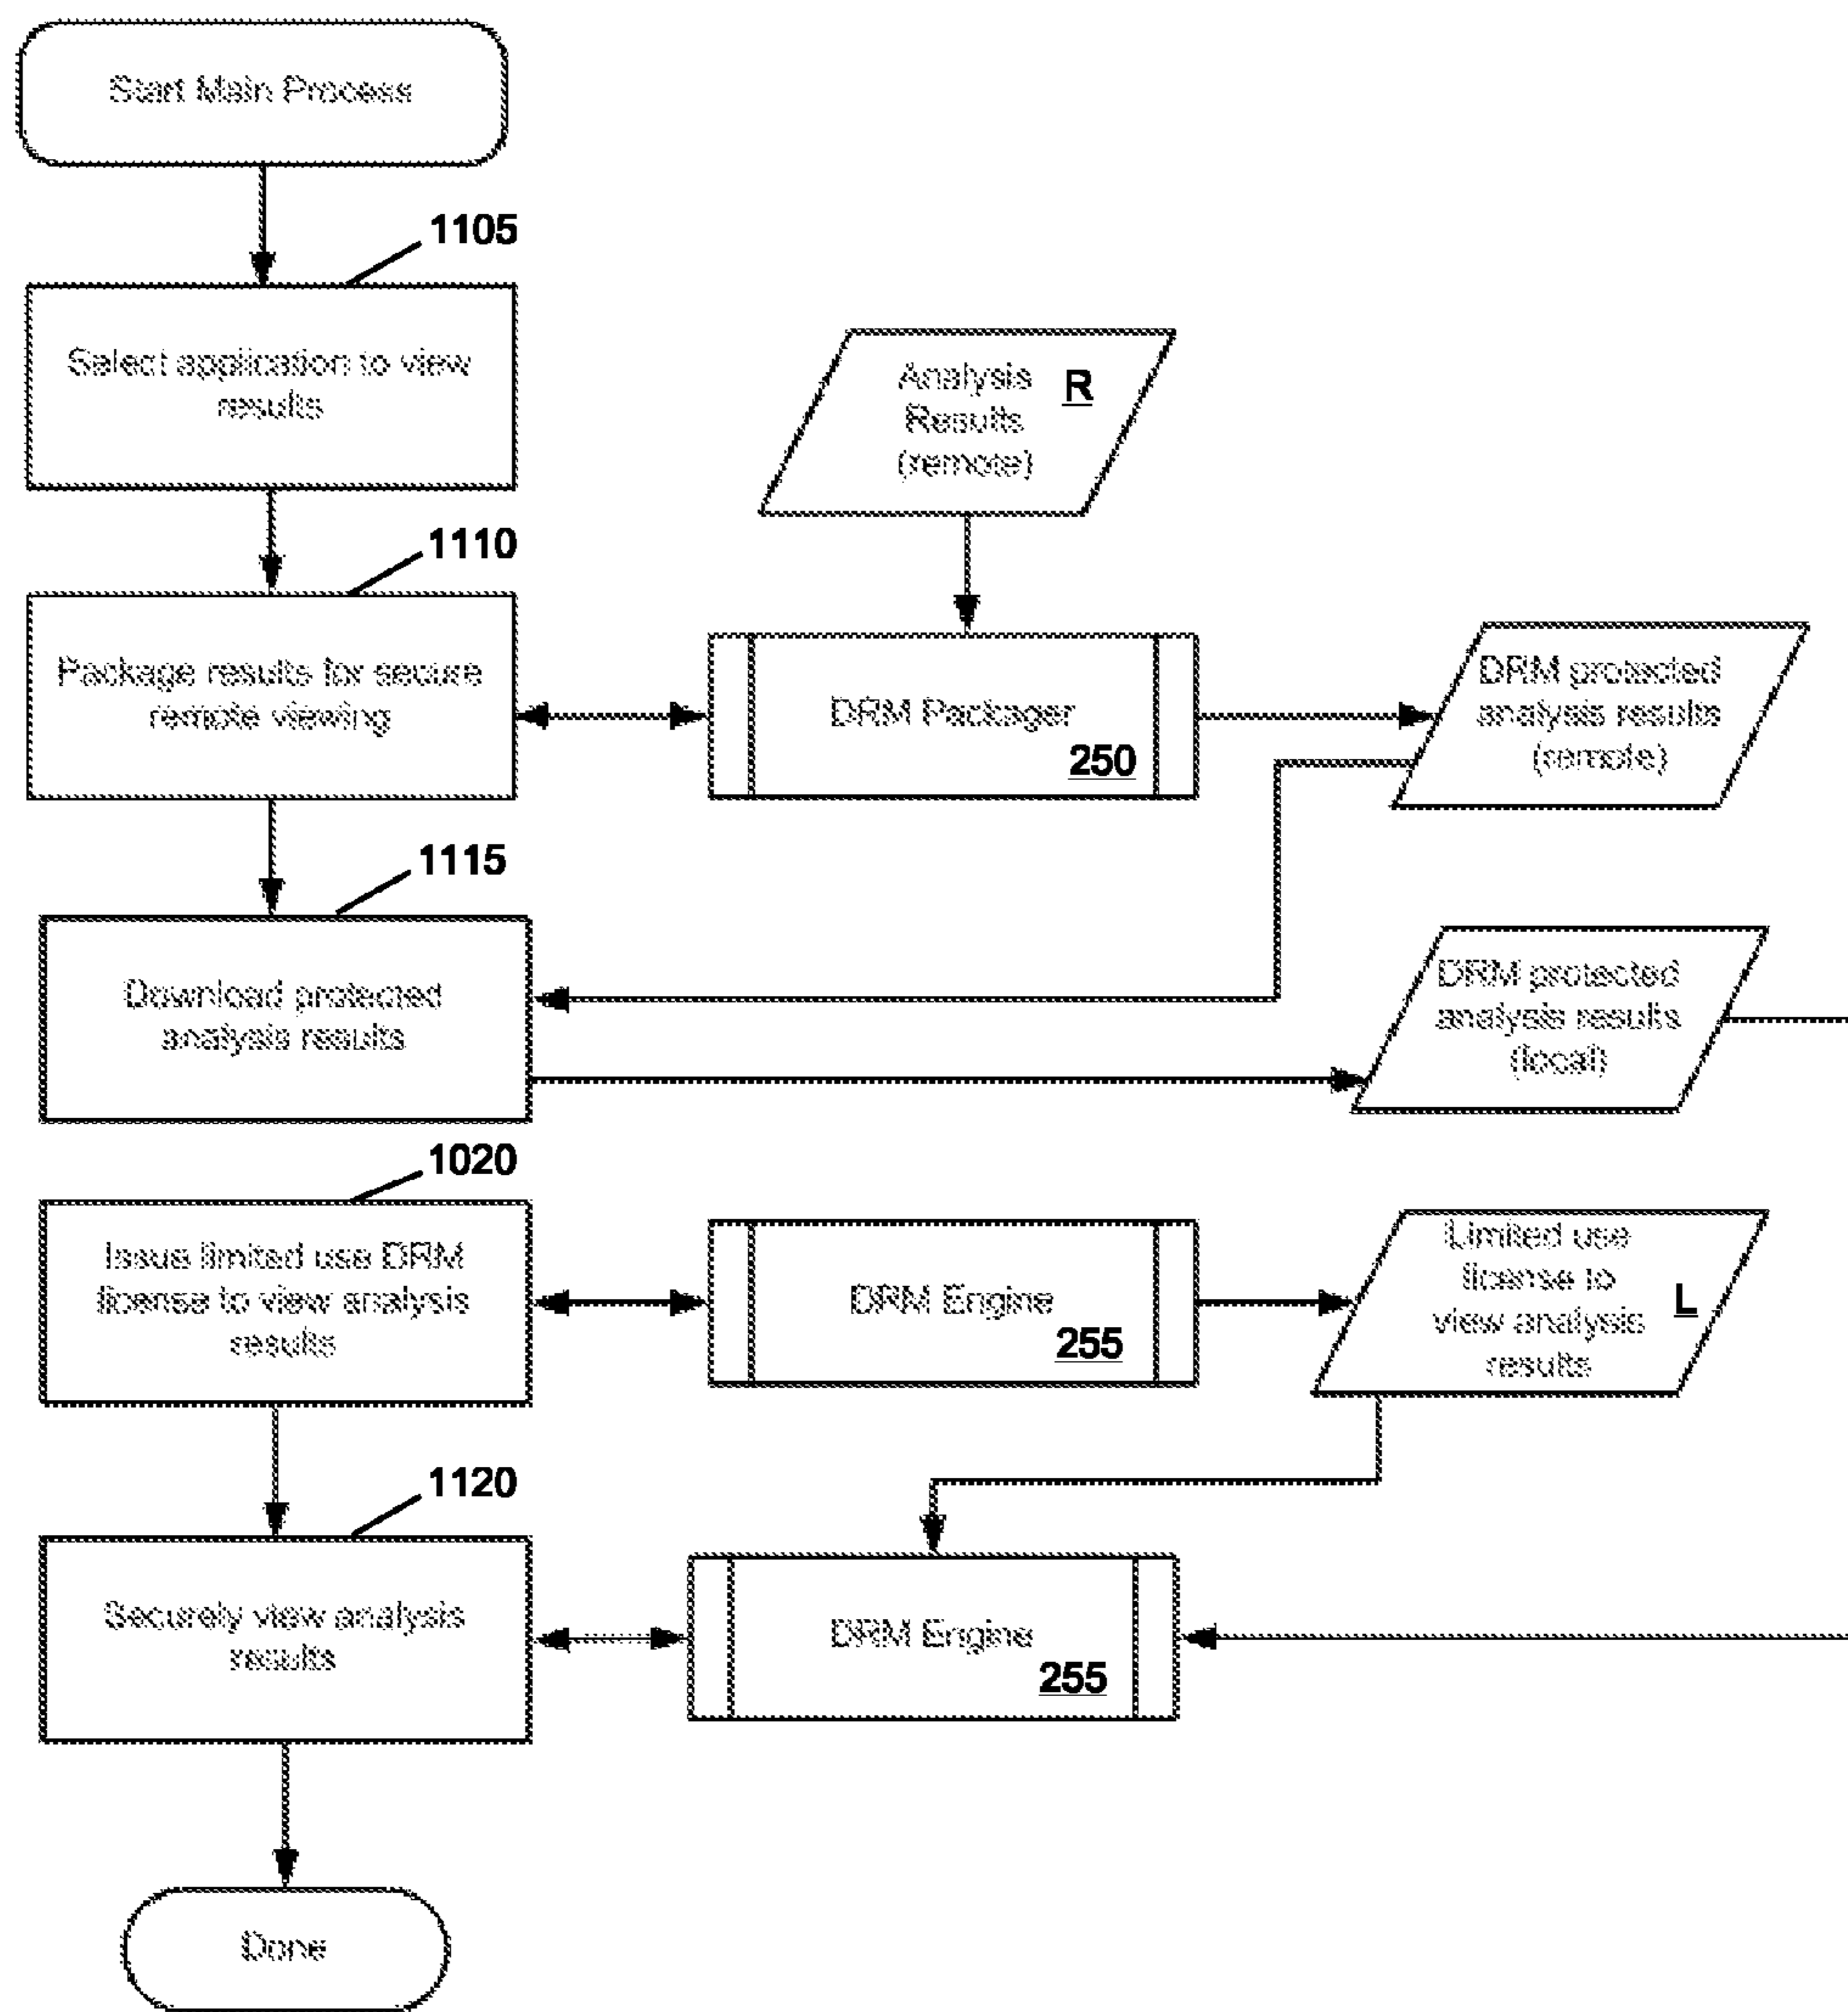 Start Main Process
1105
Select application to view
results
Analysis
Results
(remote)
R
1110
Package results for secure
remote viewing
DRM Packager
250
DRM protected
analysis results
(remote)
1115
Download protected
analysis results
DRM protected
analysis results
(local)
1020
Issue limited use DRM
license to view analysis
results
DRM Engine
255
Limited use
license to
view analysis
results
L
1120
Securely view analysis
results
DRM Engine
255
Done